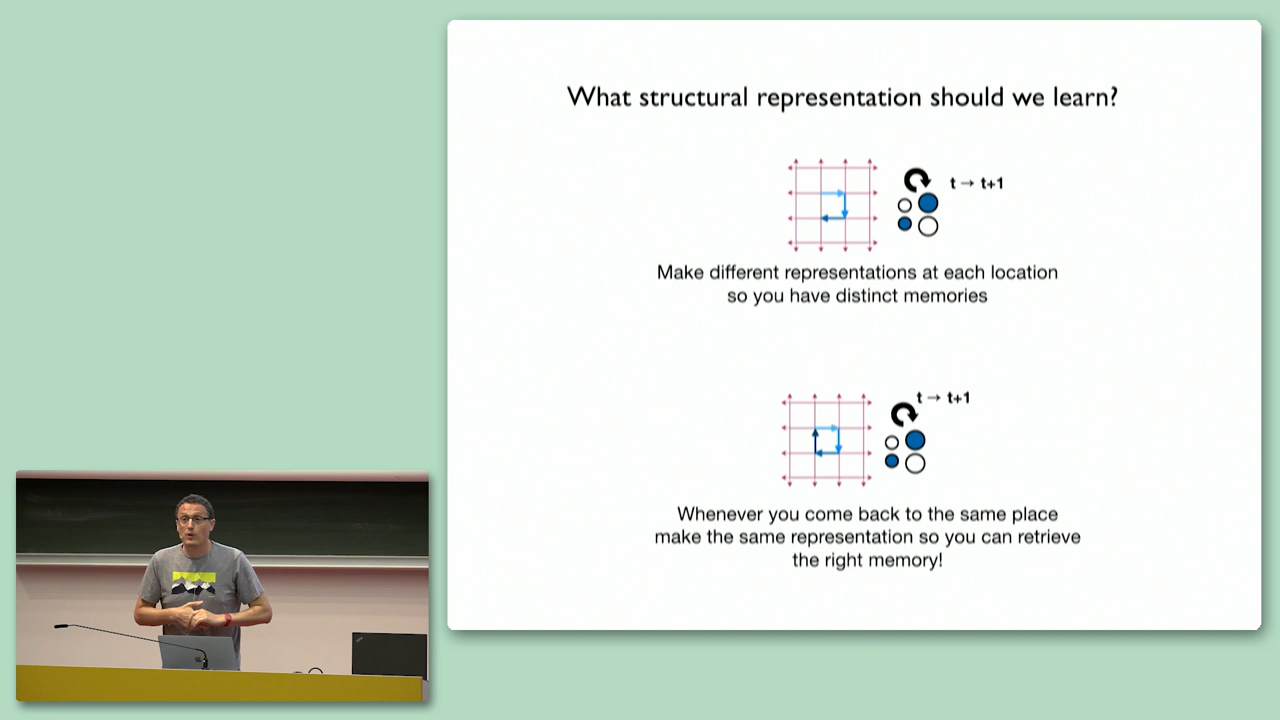 What structural representation should we learn?
t → t+1
Make different representations at each location
so you have distinct memories
t → t+1
Whenever you come back to the same place
make the same representation so you can retrieve
the right memory!